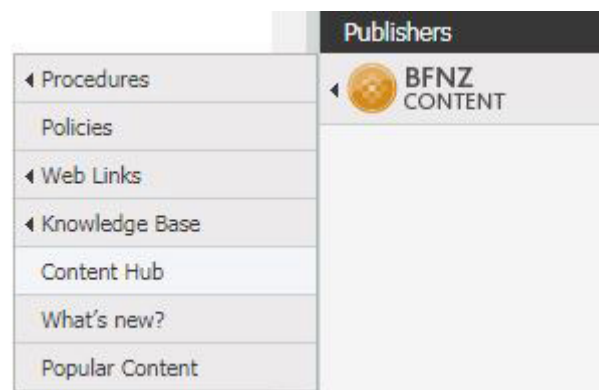 Publishers
BFNZ
CONTENT
Procedures
Policies
Web Links
Knowledge Base
Content Hub
What's new?
Popular Content